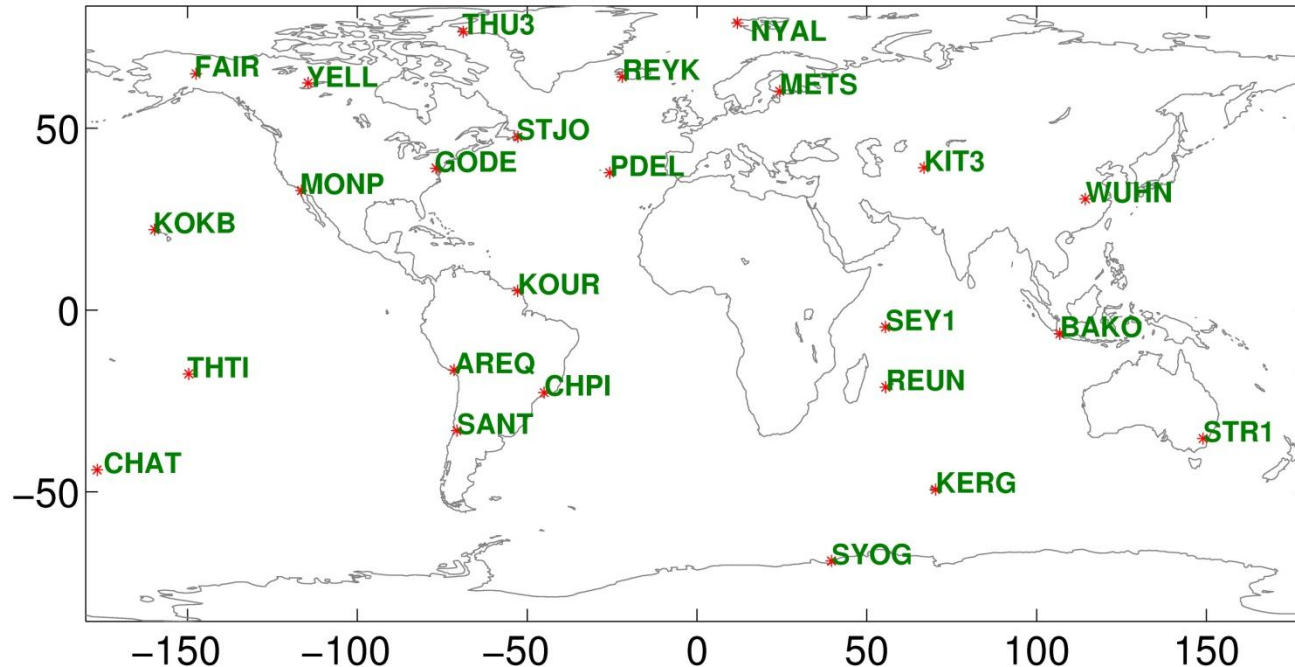 THU3
NYAL
FAIR
YELL
REYK
METS
50
STJO
GODE
PDEL
KIT3
MONP
WUHN
KOKB
KOUR
0
SEY1
BAKO
THTI
AREQ
CHPI
REUN
SANT
STR1
CHAT
−50
KERG
SYOG
−150 −100 −50 0 50 100 150